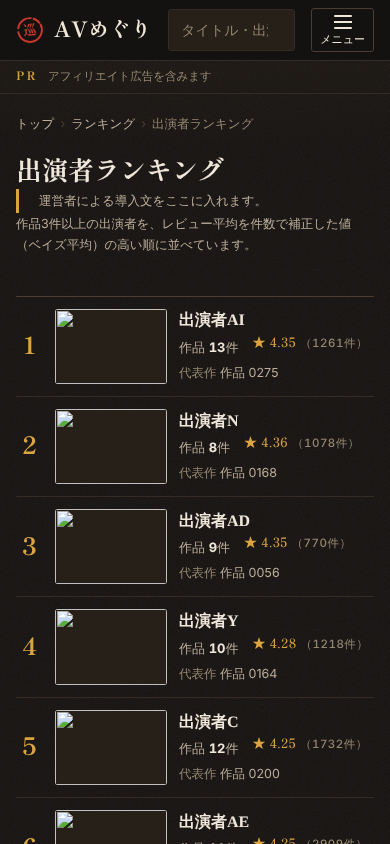 巡 AVめぐり タイトル・出
メニュー
PR アフィリエイト広告を含みます
トップ › ランキング › 出演者ランキング
出演者ランキング
運営者による導入文をここに入れます。
作品3件以上の出演者を、レビュー平均を件数で補正した値
（ベイズ平均）の高い順に並べています。
1
出演者AI
作品 13件 ★ 4.35 （1261件）
代表作 作品 0275
2
出演者N
作品 8件 ★ 4.36 （1078件）
代表作 作品 0168
3
出演者AD
作品 9件 ★ 4.35 （770件）
代表作 作品 0056
4
出演者Y
作品 10件 ★ 4.28 （1218件）
代表作 作品 0164
5
出演者C
作品 12件 ★ 4.25 （1732件）
代表作 作品 0200
出演者AE